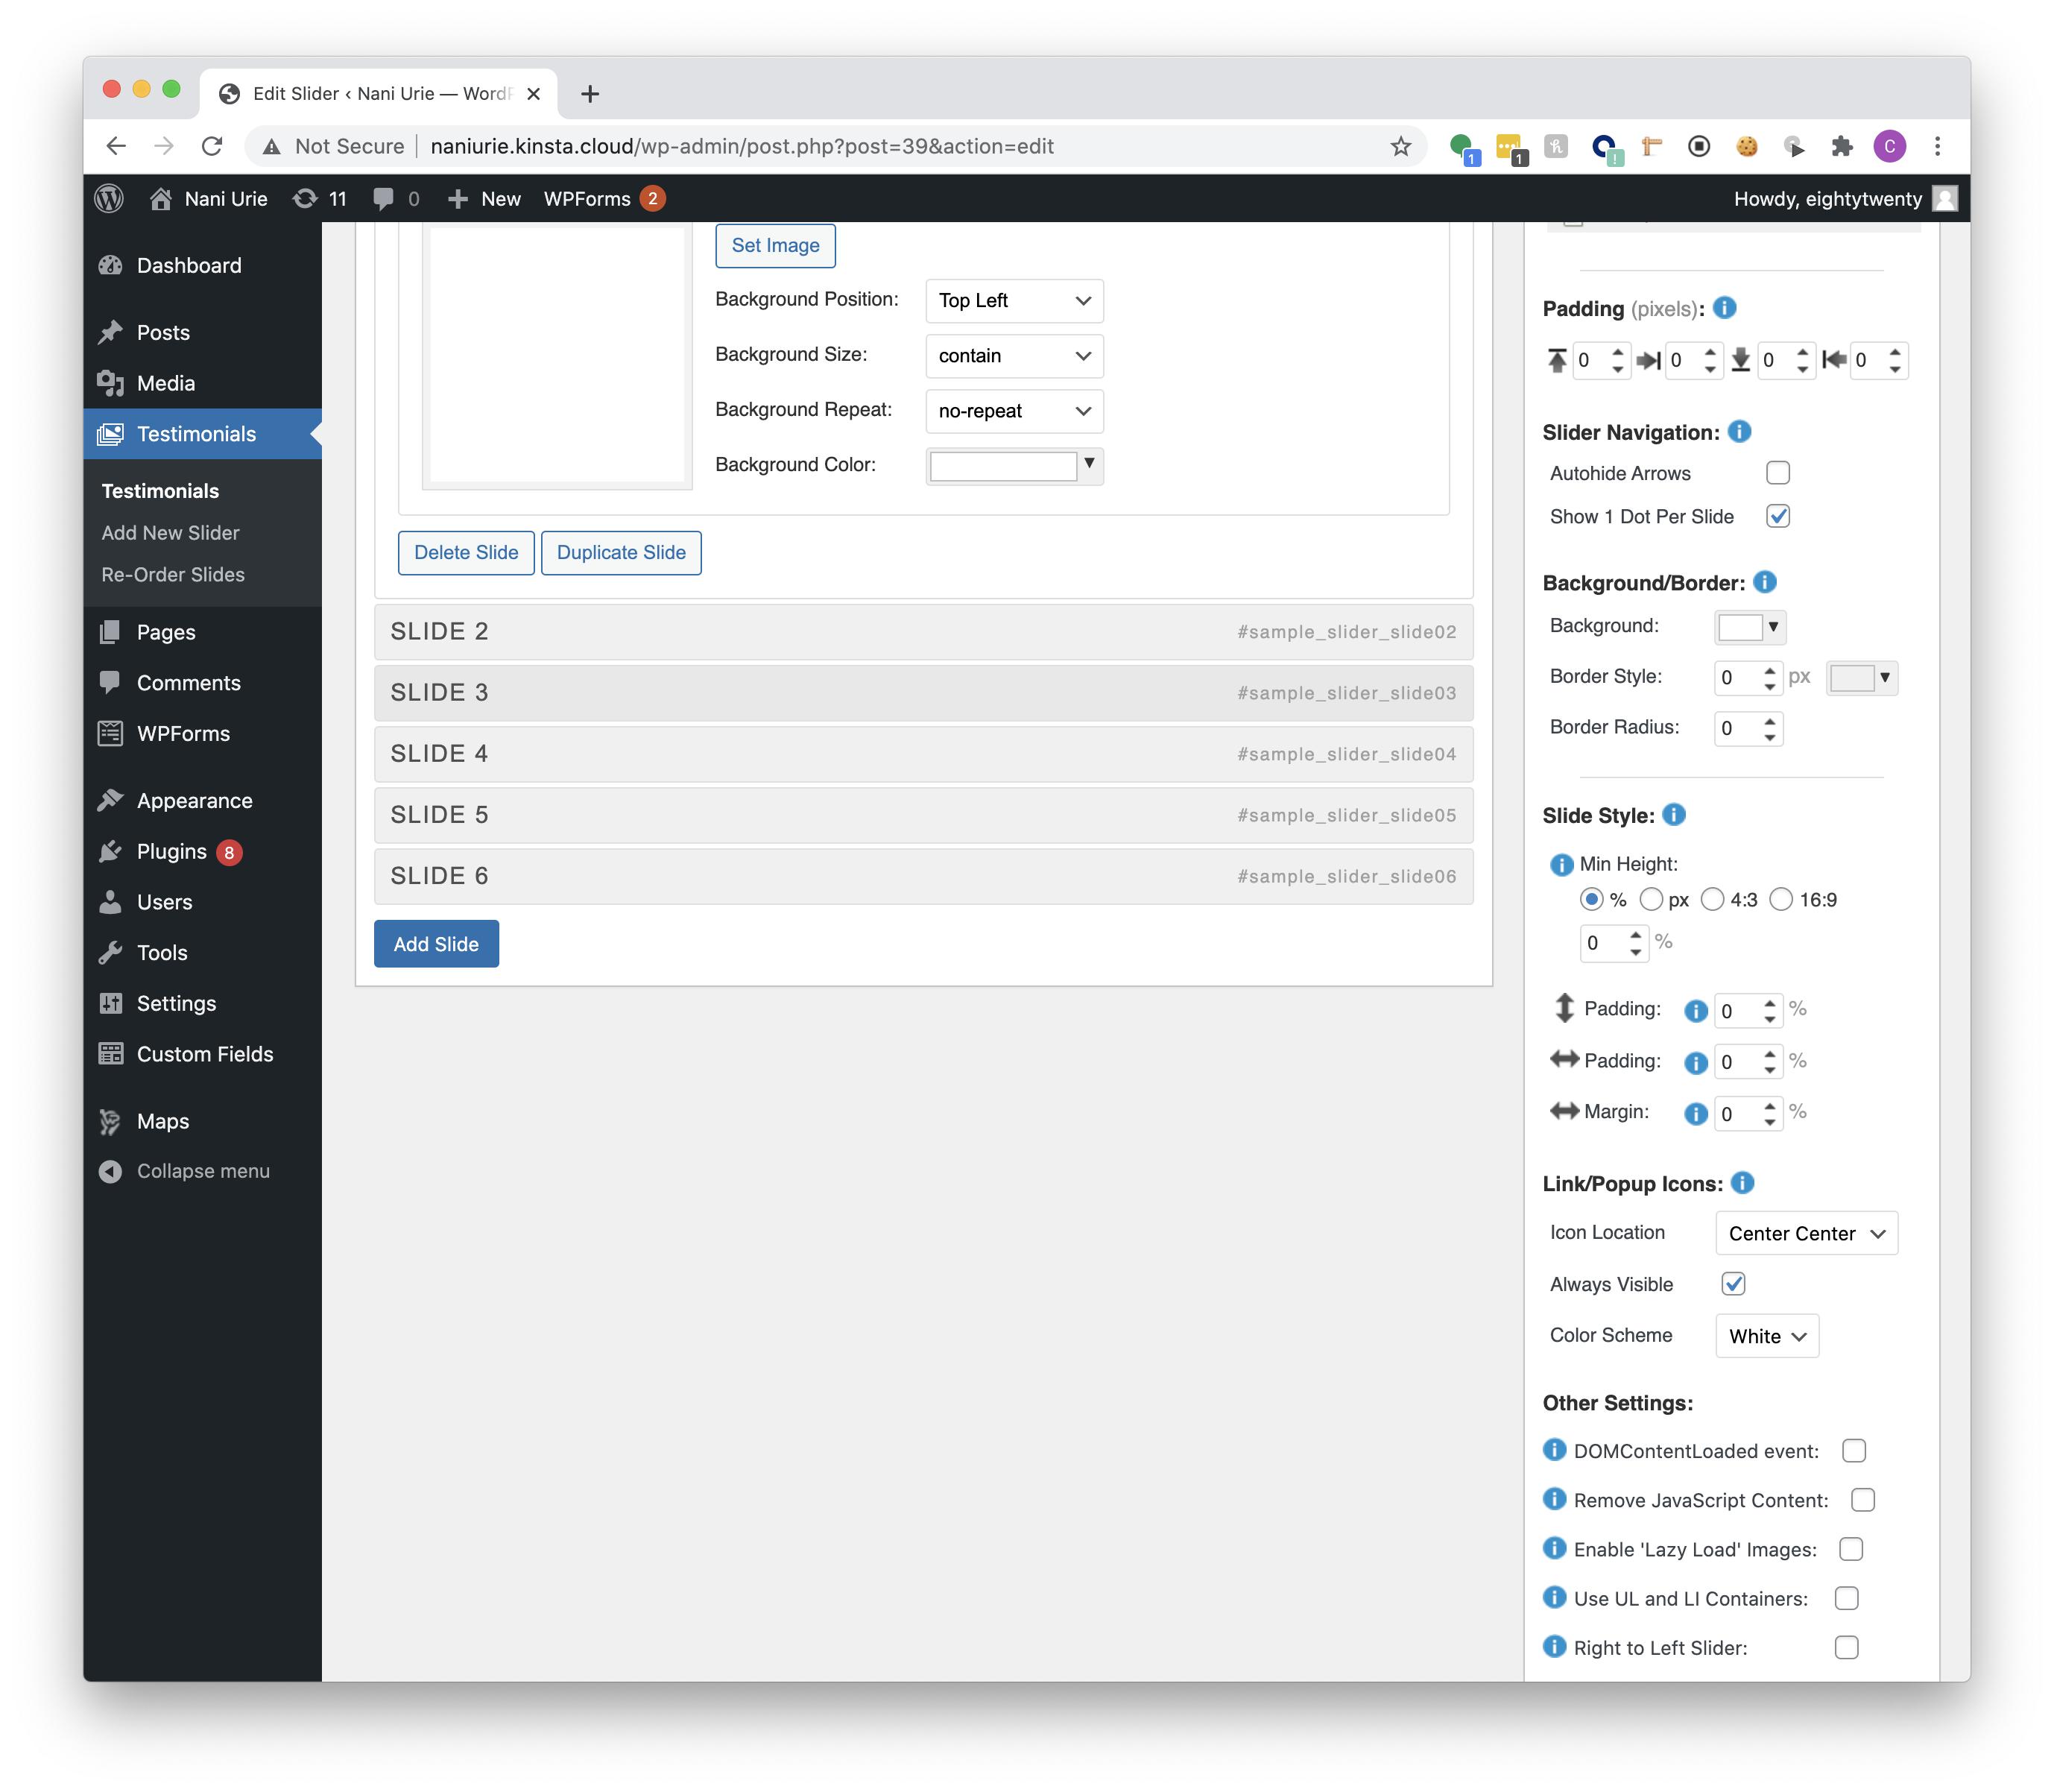 Edit Slider ‹ Nani Urie — WordP
Not Secure
naniurie.kinsta.cloud/wp-admin/post.php?post=39&action=edit
1
1
C
Nani Urie
11
0
New
WPForms
2
Howdy, eightytwenty
Dashboard
Posts
Media
Testimonials
Testimonials
Add New Slider
Re-Order Slides
Pages
Comments
WPForms
Appearance
Plugins
8
Users
Tools
Settings
Custom Fields
Maps
Collapse menu
Set Image
Background Position:
Top Left
Background Size:
contain
Background Repeat:
no-repeat
Background Color:
Delete Slide
Duplicate Slide
SLIDE 2
#sample_slider_slide02
SLIDE 3
#sample_slider_slide03
SLIDE 4
#sample_slider_slide04
SLIDE 5
#sample_slider_slide05
SLIDE 6
#sample_slider_slide06
Add Slide
Padding (pixels):
0 0 0 0
Slider Navigation:
Autohide Arrows
Show 1 Dot Per Slide
Background/Border:
Background:
Border Style: 0 px
Border Radius: 0
Slide Style:
Min Height:
% px 4:3 16:9
0 %
Padding: 0 %
Padding: 0 %
Margin: 0 %
Link/Popup Icons:
Icon Location Center Center
Always Visible
Color Scheme White
Other Settings:
DOMContentLoaded event:
Remove JavaScript Content:
Enable 'Lazy Load' Images:
Use UL and LI Containers:
Right to Left Slider: